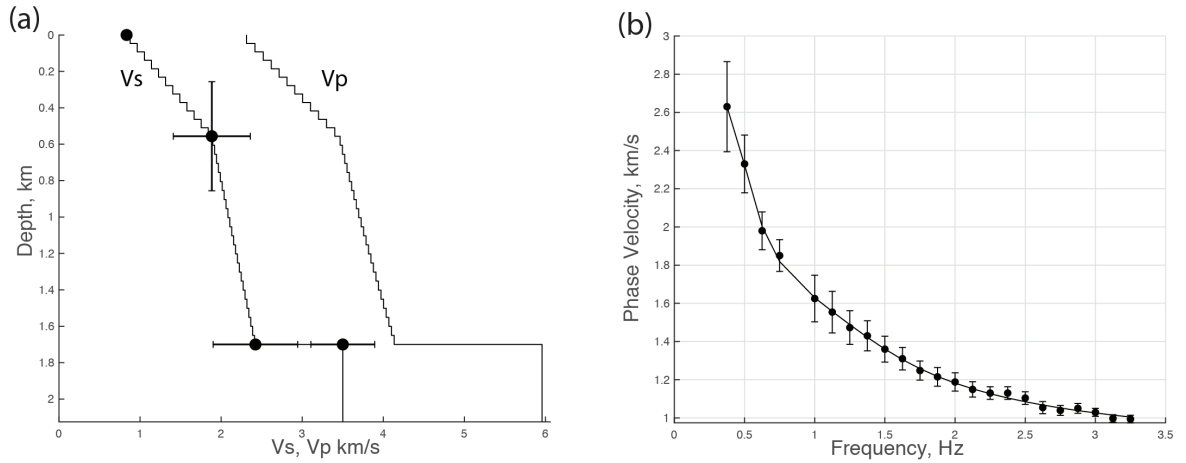 (a)
0
0.2
0.4
0.6
0.8
1
1.2
1.4
1.6
1.8
2
Depth, km
Vs
Vp
0 1 2 3 4 5 6
Vs, Vp km/s
(b)
3
2.8
2.6
2.4
2.2
2
1.8
1.6
1.4
1.2
1
Phase Velocity, km/s
0 0.5 1 1.5 2 2.5 3 3.5
Frequency, Hz